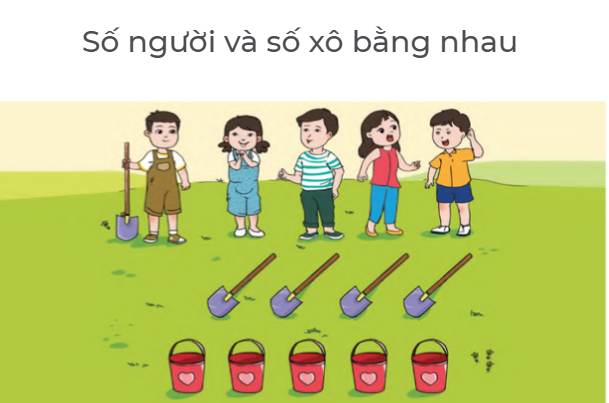 Số người và số xô bằng nhau